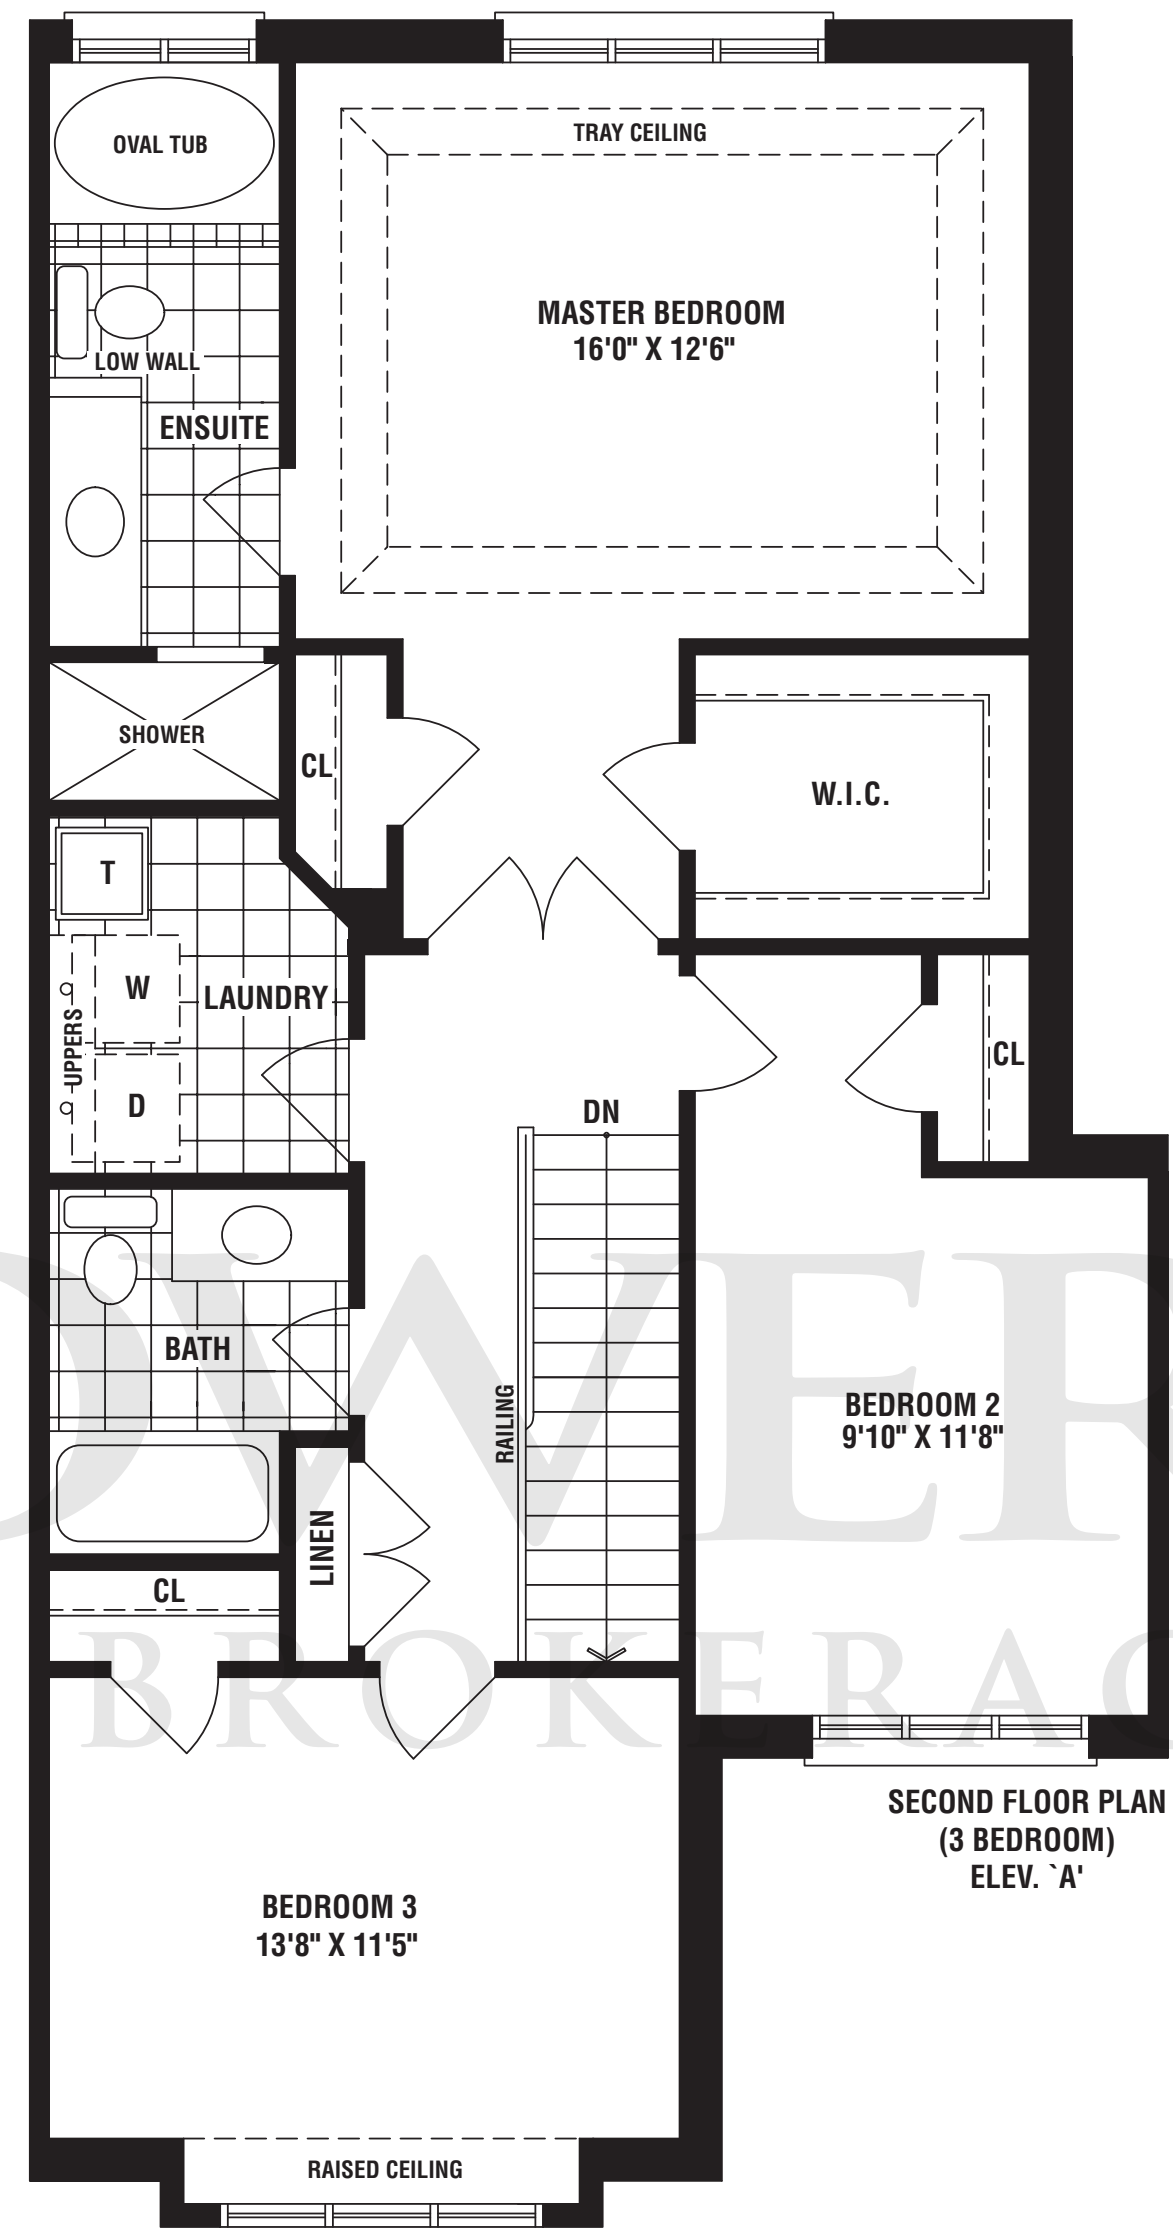 OVAL TUB
TRAY CEILING
MASTER BEDROOM
16'0" X 12'6"
LOW WALL
ENSUITE
SHOWER
CL
W.I.C.
T
W
LAUNDRY
UPPERS
D
CL
DN
BATH
RAILING
BEDROOM 2
9'10" X 11'8"
LINEN
CL
OWER
BROKERAG
SECOND FLOOR PLAN
(3 BEDROOM)
ELEV. `A'
BEDROOM 3
13'8" X 11'5"
RAISED CEILING